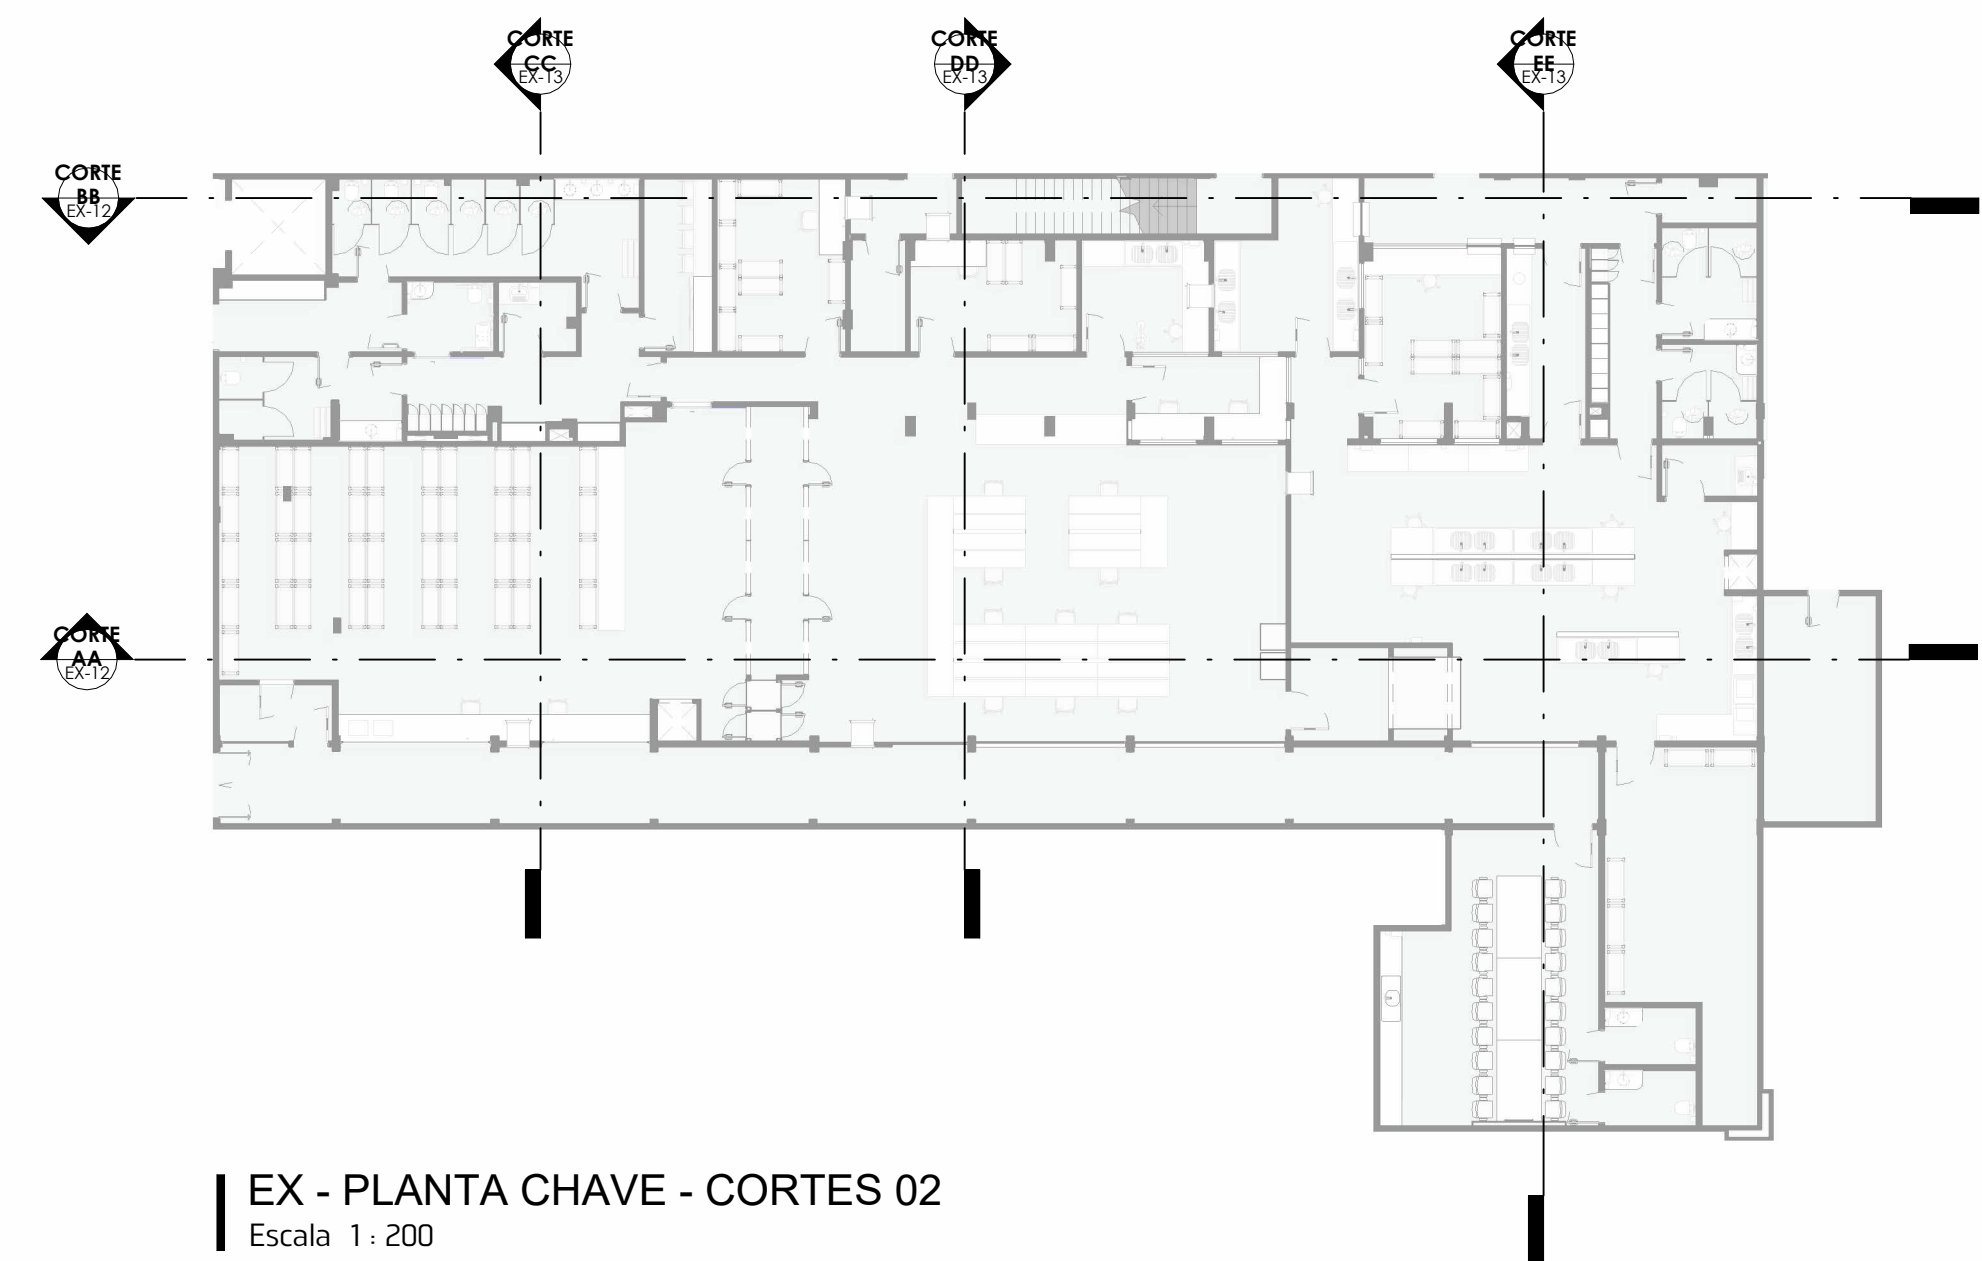 CORTE
CC
EX-13
CORTE
DD
EX-13
CORTE
EE
EX-13
CORTE
BB
EX-12
CORTE
AA
EX-12
EX - PLANTA CHAVE - CORTES 02
Escala 1 : 200